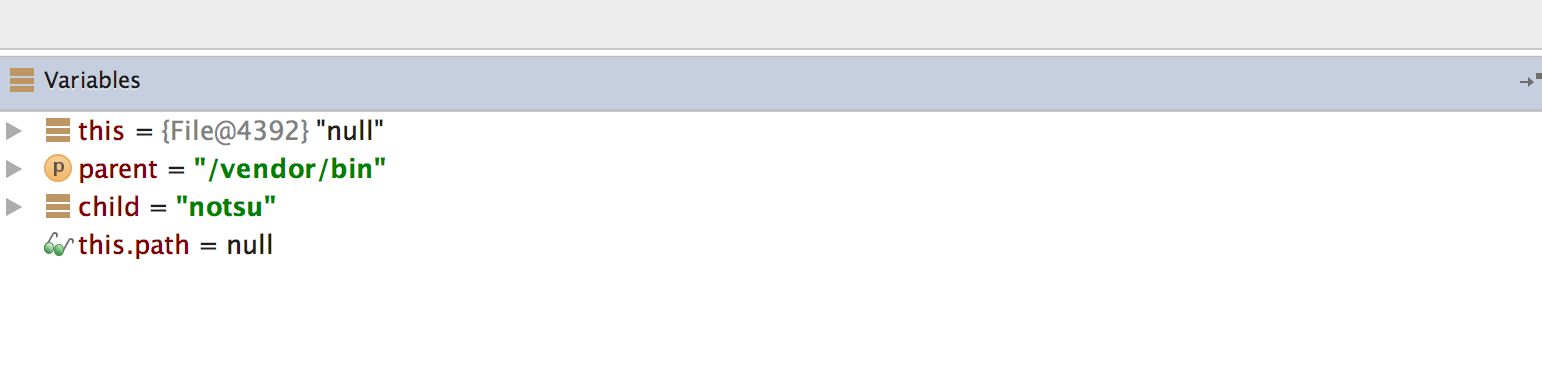 Variables
this = {File@4392} "null"
p parent = "/vendor/bin"
child = "notsu"
this.path = null